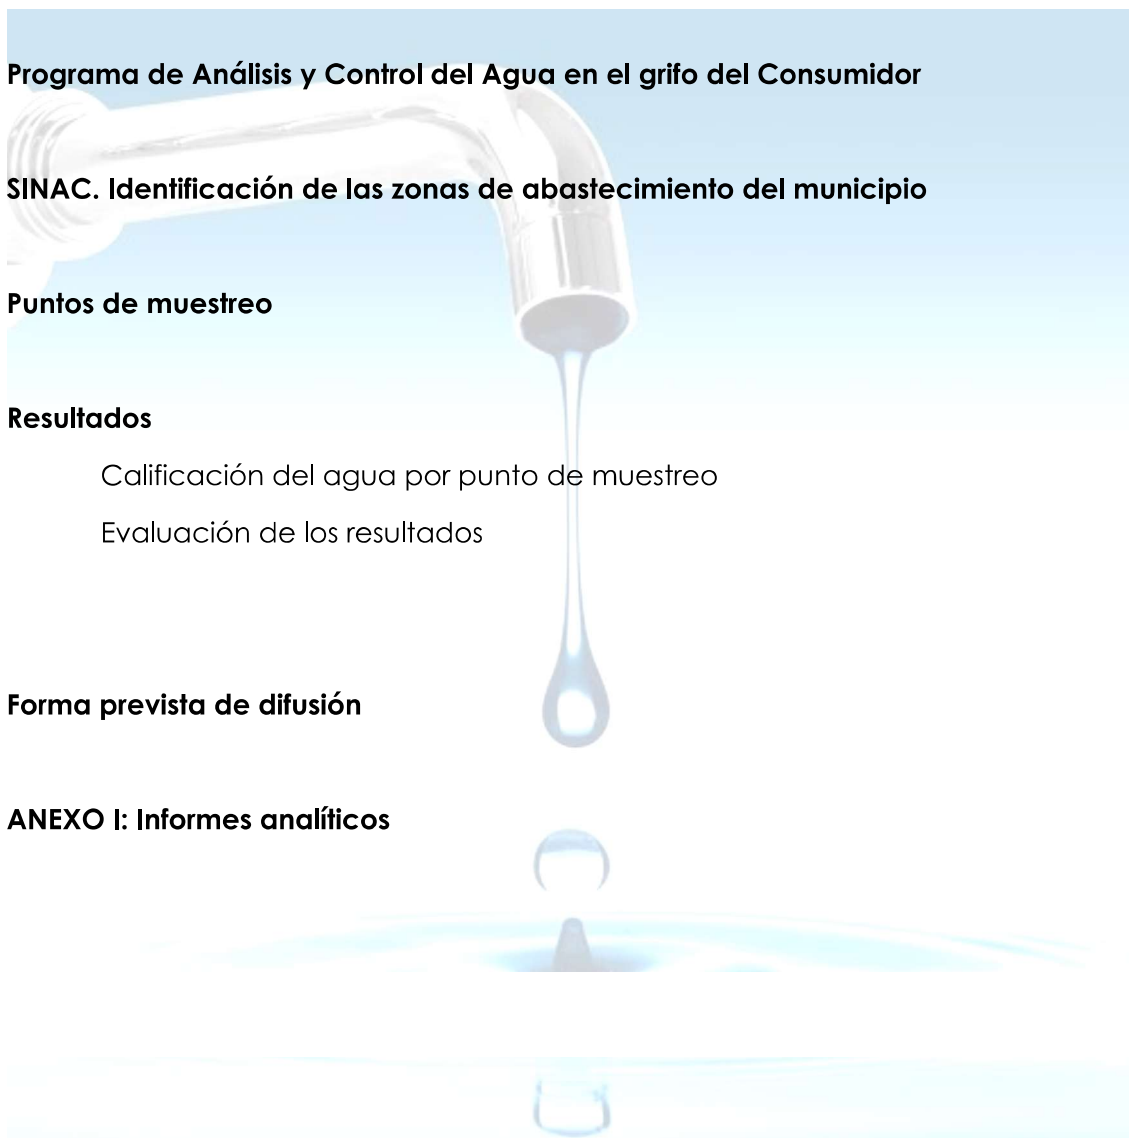 Programa de Análisis y Control del Agua en el grifo del Consumidor
SINAC. Identificación de las zonas de abastecimiento del municipio
Puntos de muestreo
Resultados
Calificación del agua por punto de muestreo
Evaluación de los resultados
Forma prevista de difusión
ANEXO I: Informes analíticos